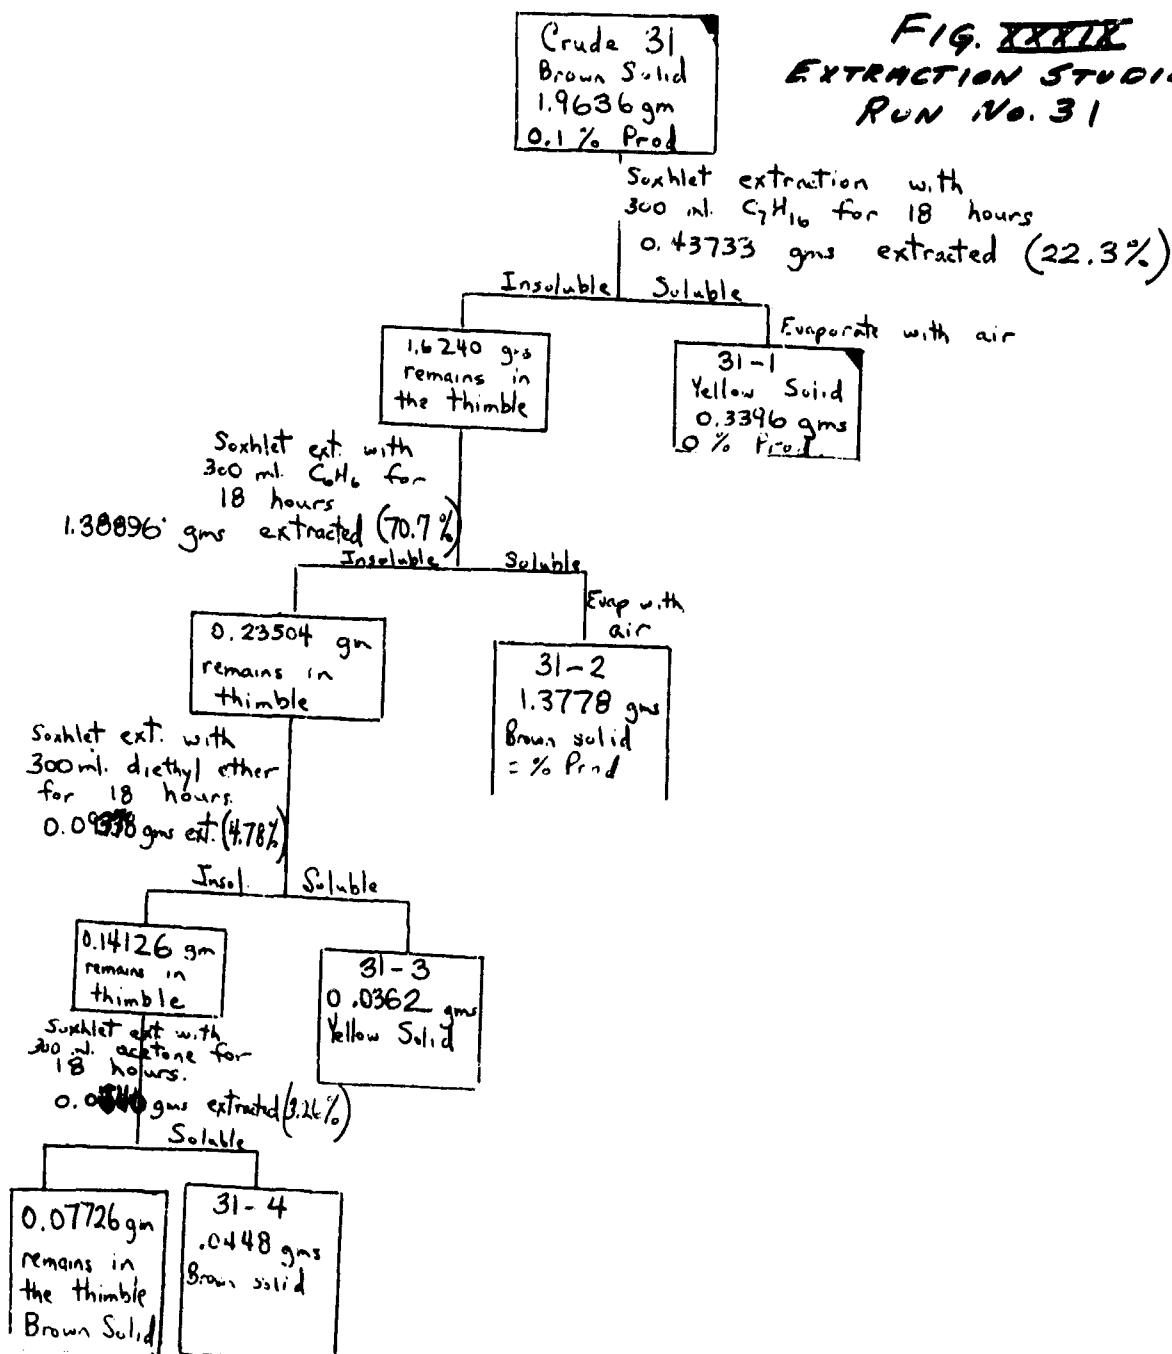 FIG. XXXIX
EXTRACTION STUDIE
RUN No. 31
Crude 31
Brown Solid
1.9636 gm
0.1 % Prod
Soxhlet extraction with
300 ml. C7H16 for 18 hours
0.43733 gms extracted (22.3%)
Insoluble Soluble
Evaporate with air
1.6240 gms
remains in
the thimble
31-1
Yellow Solid
0.3396 gms
0 % Prod
Soxhlet ext. with
300 ml. C6H6 for
18 hours
1.38896 gms extracted (70.7%)
Insoluble Soluble
Evap with
air
0.23504 gm
remains in
thimble
31-2
1.3778 gms
Brown solid
= % Prod
Soxhlet ext. with
300 ml. diethyl ether
for 18 hours.
gms ext. (4.78%)
Insol. Soluble
0.14126 gm
remains in
thimble
31-3
0.0362 gms
Yellow Solid
Soxhlet ext with
300 ml. acetone for
18 hours.
gms extracted (3.26%)
Soluble
0.07726 gm
remains in
the thimble
Brown Solid
31-4
.0448 gms
Brown solid